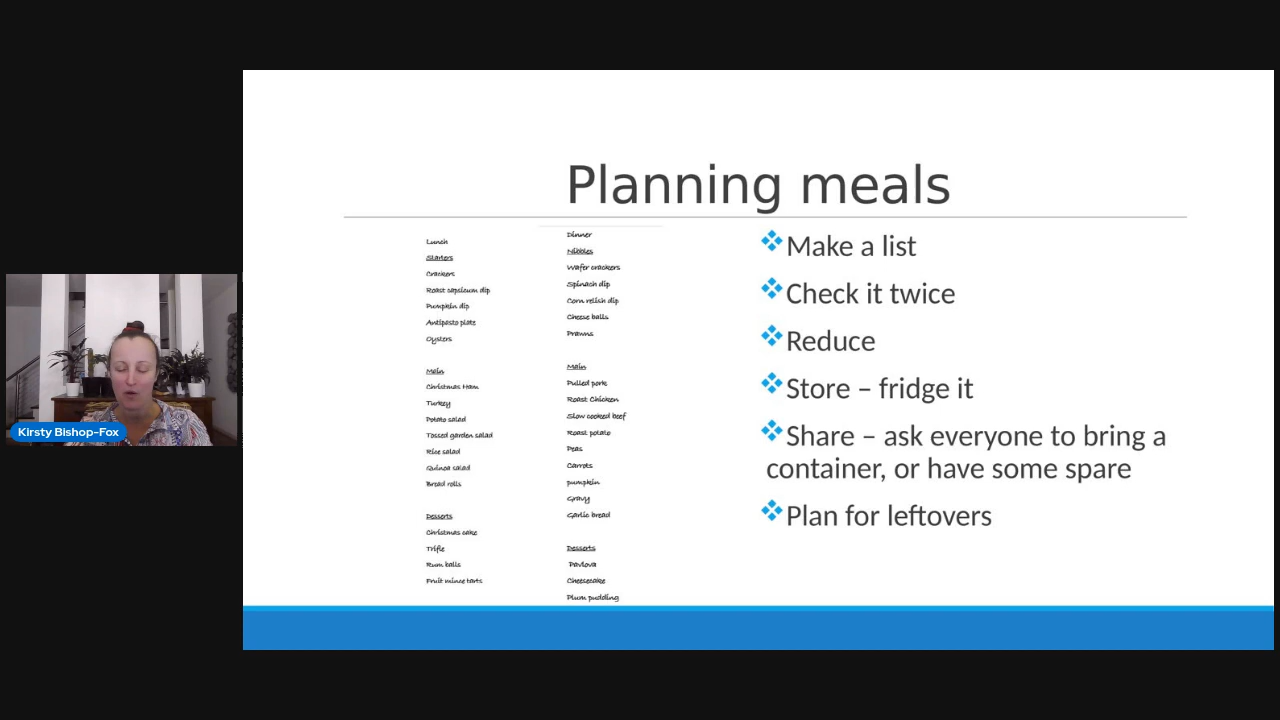 Planning meals
Lunch
Starters
Crackers
Roast capsicum dip
Pumpkin dip
Antipasto plate
Oysters
Main
Christmas Ham
Turkey
Potato salad
Tossed garden salad
Rice salad
Quinoa salad
Bread rolls
Desserts
Christmas cake
Trifle
Rum balls
Fruit mince tarts
Dinner
Nibbles
Wafer crackers
Spinach dip
Corn relish dip
Cheese balls
Prawns
Main
Pulled pork
Roast Chicken
Slow cooked beef
Roast potato
Peas
Carrots
pumpkin
Gravy
Garlic bread
Desserts
Pavlova
Cheesecake
Plum pudding
Make a list
Check it twice
Reduce
Store – fridge it
Share – ask everyone to bring a
container, or have some spare
Plan for leftovers
Kirsty Bishop-Fox